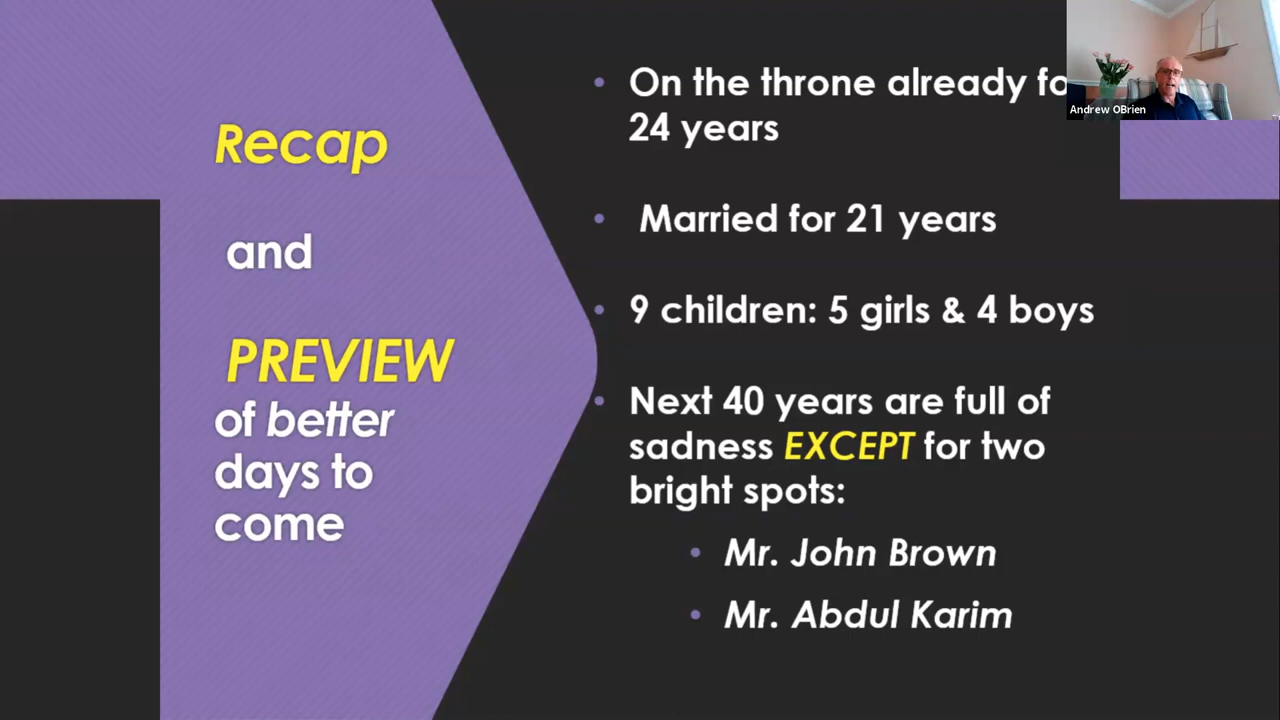 Recap
and
PREVIEW
of better
days to
come
• On the throne already fo
24 years
• Married for 21 years
• 9 children: 5 girls & 4 boys
• Next 40 years are full of
sadness EXCEPT for two
bright spots:
• Mr. John Brown
• Mr. Abdul Karim
Andrew OBrien